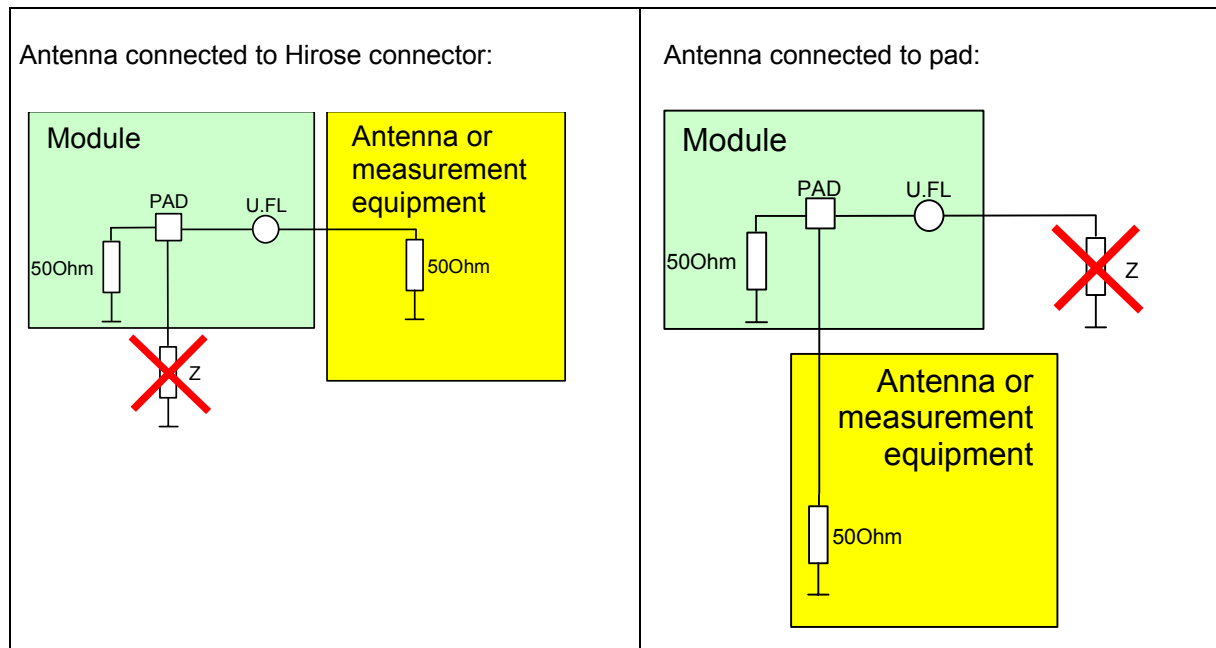 Antenna connected to Hirose connector:
Module
PAD
U.FL
50Ohm
Z
Antenna or
measurement
equipment
50Ohm
Antenna connected to pad:
Module
PAD
U.FL
50Ohm
Z
Antenna or
measurement
equipment
50Ohm